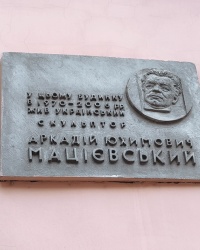 У ЦЬОМУ БУДИНКУ
В 1970-2006 РР.
ЖИВ УКРАЇНСЬКИЙ
СКУЛЬПТОР
АРКАДІЙ ЮХИМОВИЧ
МАЦІЄВСЬКИЙ